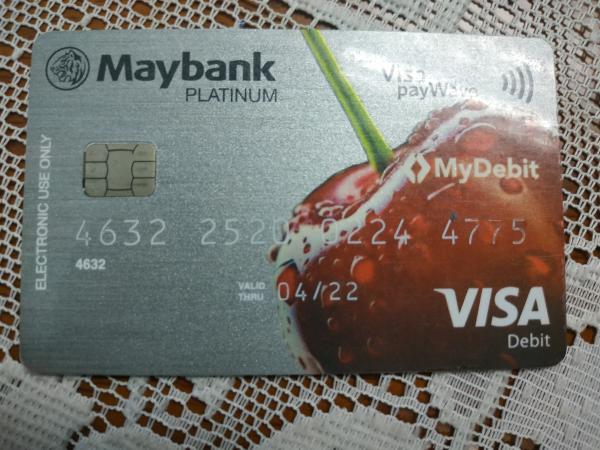 Maybank
PLATINUM
Visa
payWave
MyDebit
ELECTRONIC USE ONLY
4632 2520 0224 4775
4632
VALID
THRU 04/22
VISA
Debit